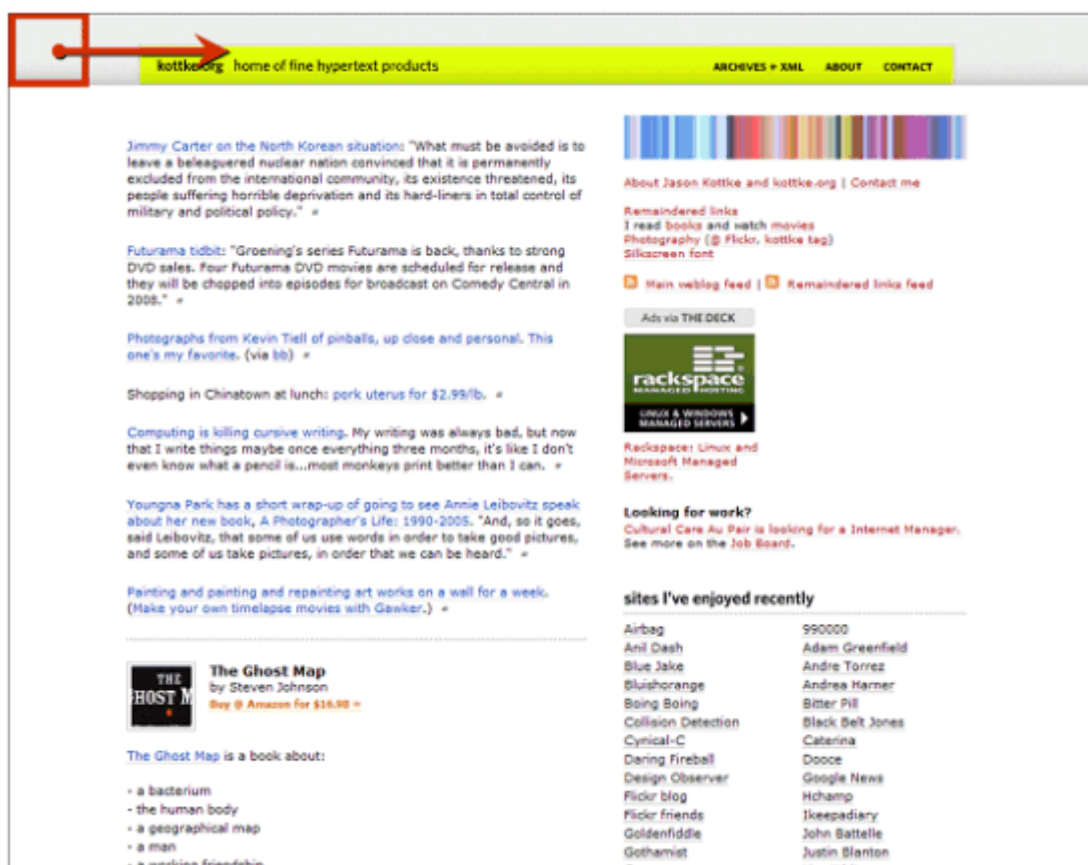 kottke.org home of fine hypertext products
ARCHIVES + XML ABOUT CONTACT
Jimmy Carter on the North Korean situation: "What must be avoided is to
leave a beleaguered nuclear nation convinced that it is permanently
excluded from the international community, its existence threatened, its
people suffering horrible deprivation and its hard-liners in total control of
military and political policy." #
Futurama tidbit: "Groening's series Futurama is back, thanks to strong
DVD sales. Four Futurama DVD movies are scheduled for release and
they will be chopped into episodes for broadcast on Comedy Central in
2008." #
Photographs from Kevin Tiell of pinballs, up close and personal. This
one's my favorite. (via bb) #
Shopping in Chinatown at lunch: pork uterus for $2.99/lb. #
Computing is killing cursive writing. My writing was always bad, but now
that I write things maybe once everything three months, it's like I don't
even know what a pencil is...most monkeys print better than I can. #
Youngna Park has a short wrap-up of going to see Annie Leibovitz speak
about her new book, A Photographer's Life: 1990-2005. "And, so it goes,
said Leibovitz, that some of us use words in order to take good pictures,
and some of us take pictures, in order that we can be heard." #
Painting and painting and repainting art works on a wall for a week.
(Make your own timelapse movies with Gawker.) #
THE
HOST M
The Ghost Map
by Steven Johnson
Buy @ Amazon for $16.98 »
The Ghost Map is a book about:
- a bacterium
- the human body
- a geographical map
- a man
- a working friendship
About Jason Kottke and kottke.org | Contact me
Remaindered links
I read books and watch movies
Photography (@ Flickr, kottke tag)
Silkscreen font
Main weblog feed | Remaindered links feed
Ads via THE DECK
rackspace
MANAGED HOSTING
LINUX & WINDOWS
MANAGED SERVERS
Rackspace: Linux and
Microsoft Managed
Servers.
Looking for work?
Cultural Care Au Pair is looking for a Internet Manager.
See more on the Job Board.
sites I've enjoyed recently
Airbag
Anil Dash
Blue Jake
Bluishorange
Boing Boing
Collision Detection
Cynical-C
Daring Fireball
Design Observer
Flickr blog
Flickr friends
Goldenfiddle
Gothamist
990000
Adam Greenfield
Andre Torrez
Andrea Harner
Bitter Pill
Black Belt Jones
Caterina
Dooce
Google News
Hchamp
Ikeepadiary
John Battelle
Justin Blanton